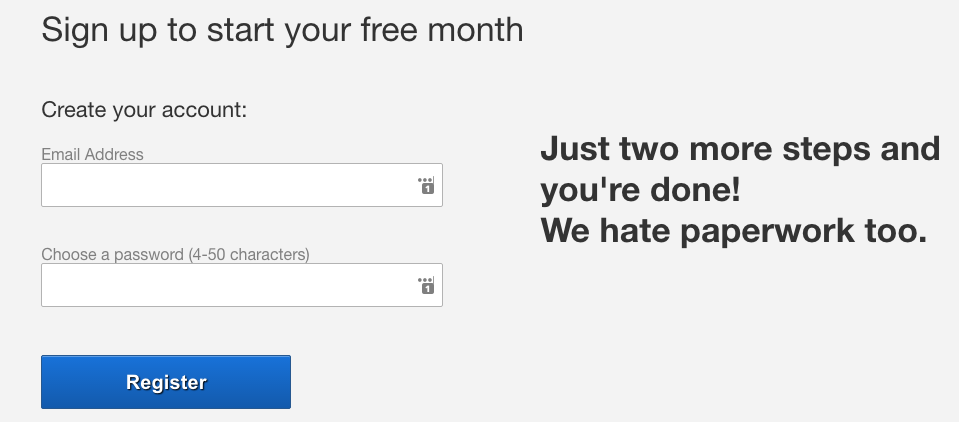 Sign up to start your free month
Create your account:
Email Address
Choose a password (4-50 characters)
Register
Just two more steps and
you're done!
We hate paperwork too.